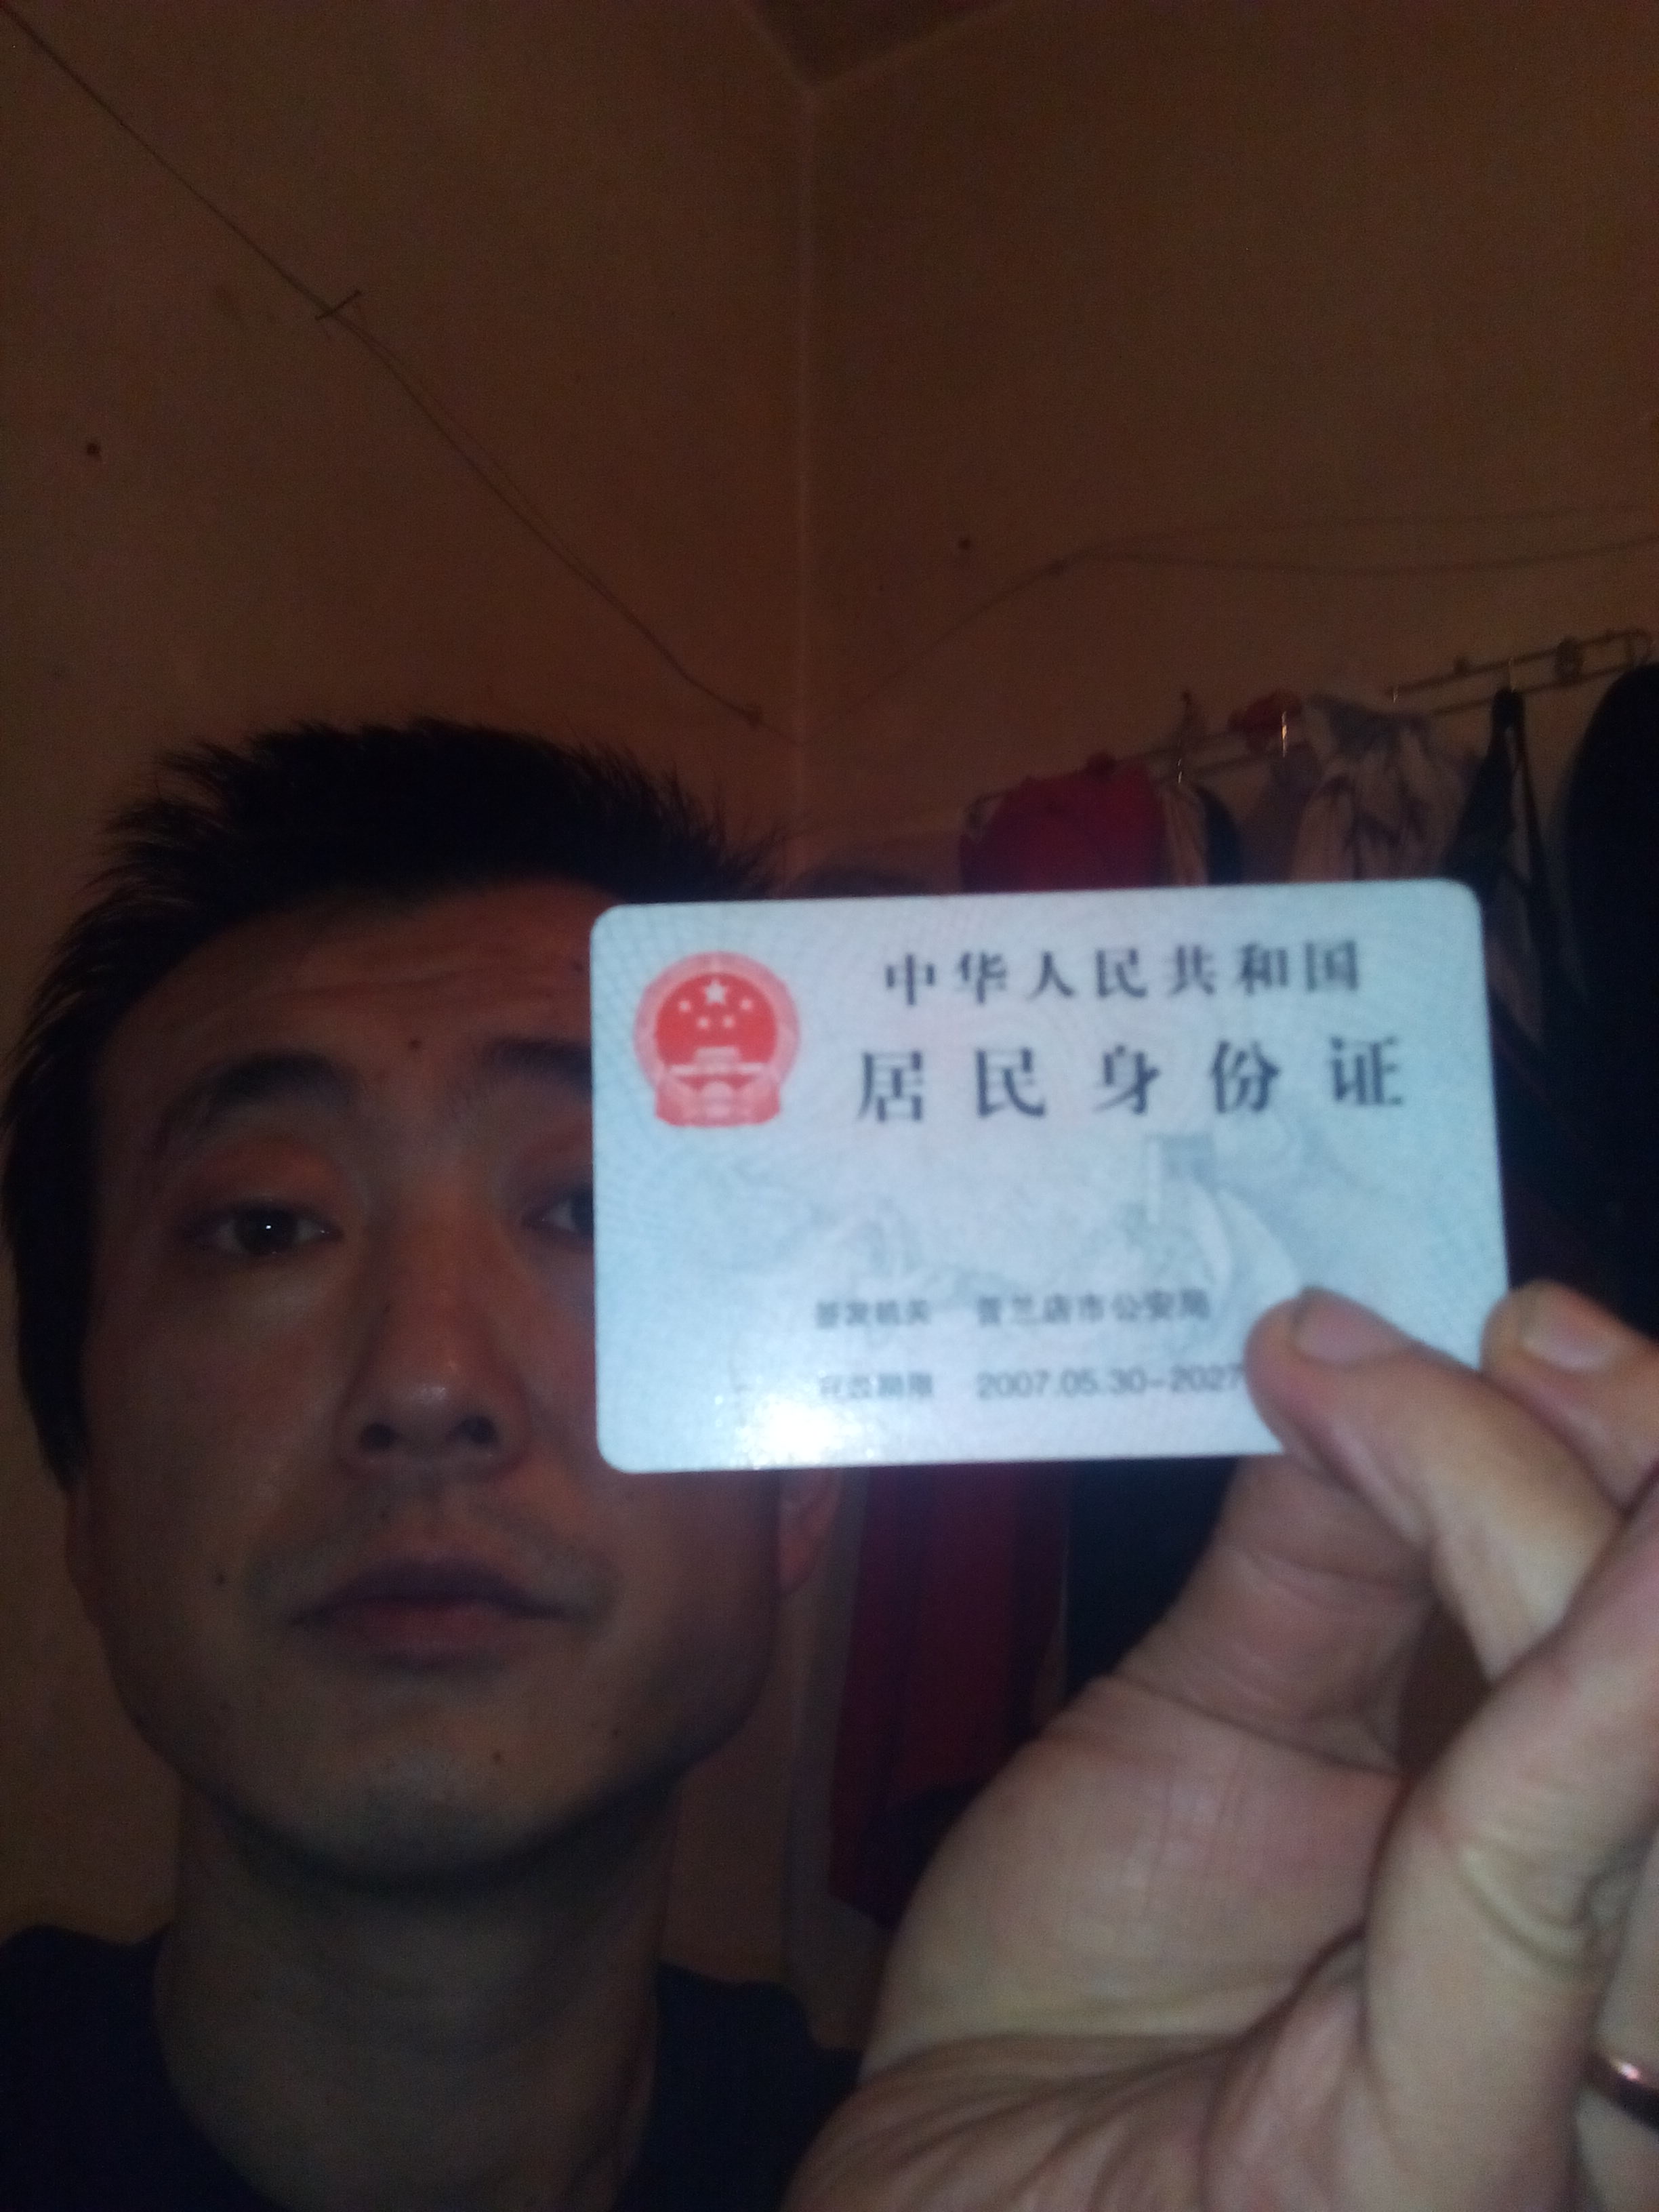 中华人民共和国
居民身份证
签发机关 普兰店市公安局
有效期限 2007.05.30-2027